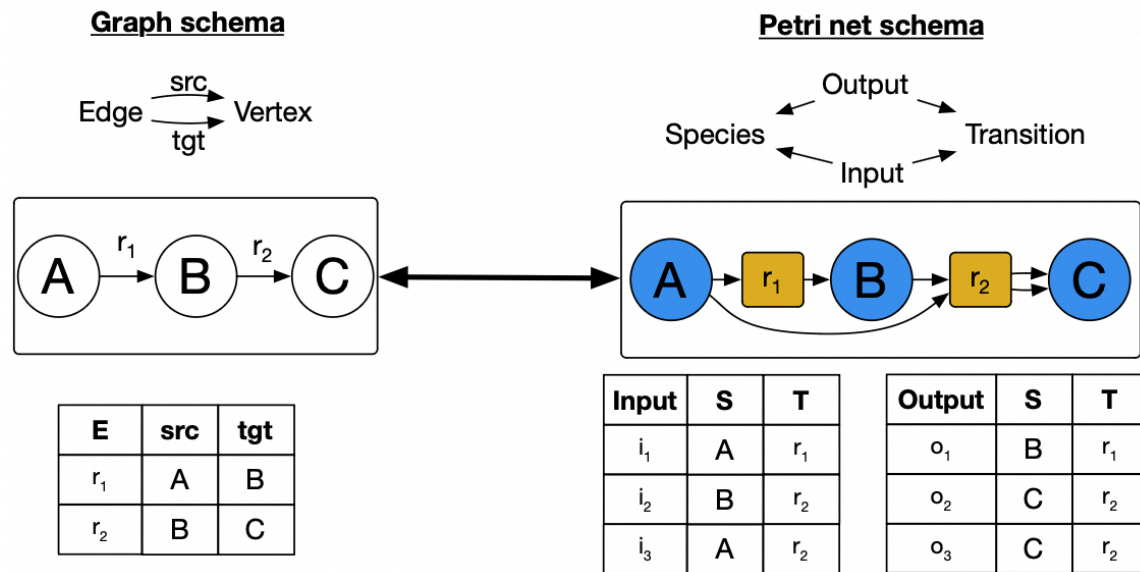 Graph schema
src
Edge Vertex
tgt
A r₁ B r₂ C
E src tgt
r₁ A B
r₂ B C
Petri net schema
Output
Species Transition
Input
A r₁ B r₂ C
Input S T
i₁ A r₁
i₂ B r₂
i₃ A r₂
Output S T
o₁ B r₁
o₂ C r₂
o₃ C r₂